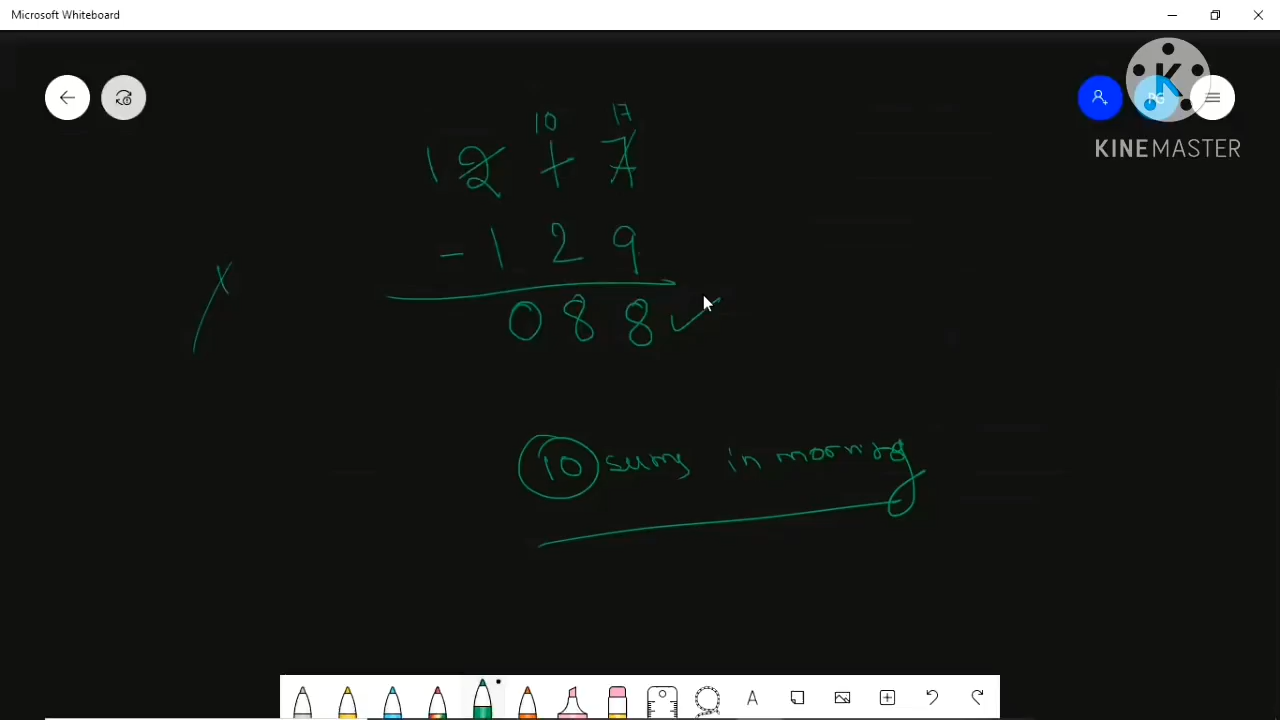 Microsoft Whiteboard
PG
KINEMASTER
10 17
1 2 1 7
- 1 2 9
0 8 8
10 sums in morning
A